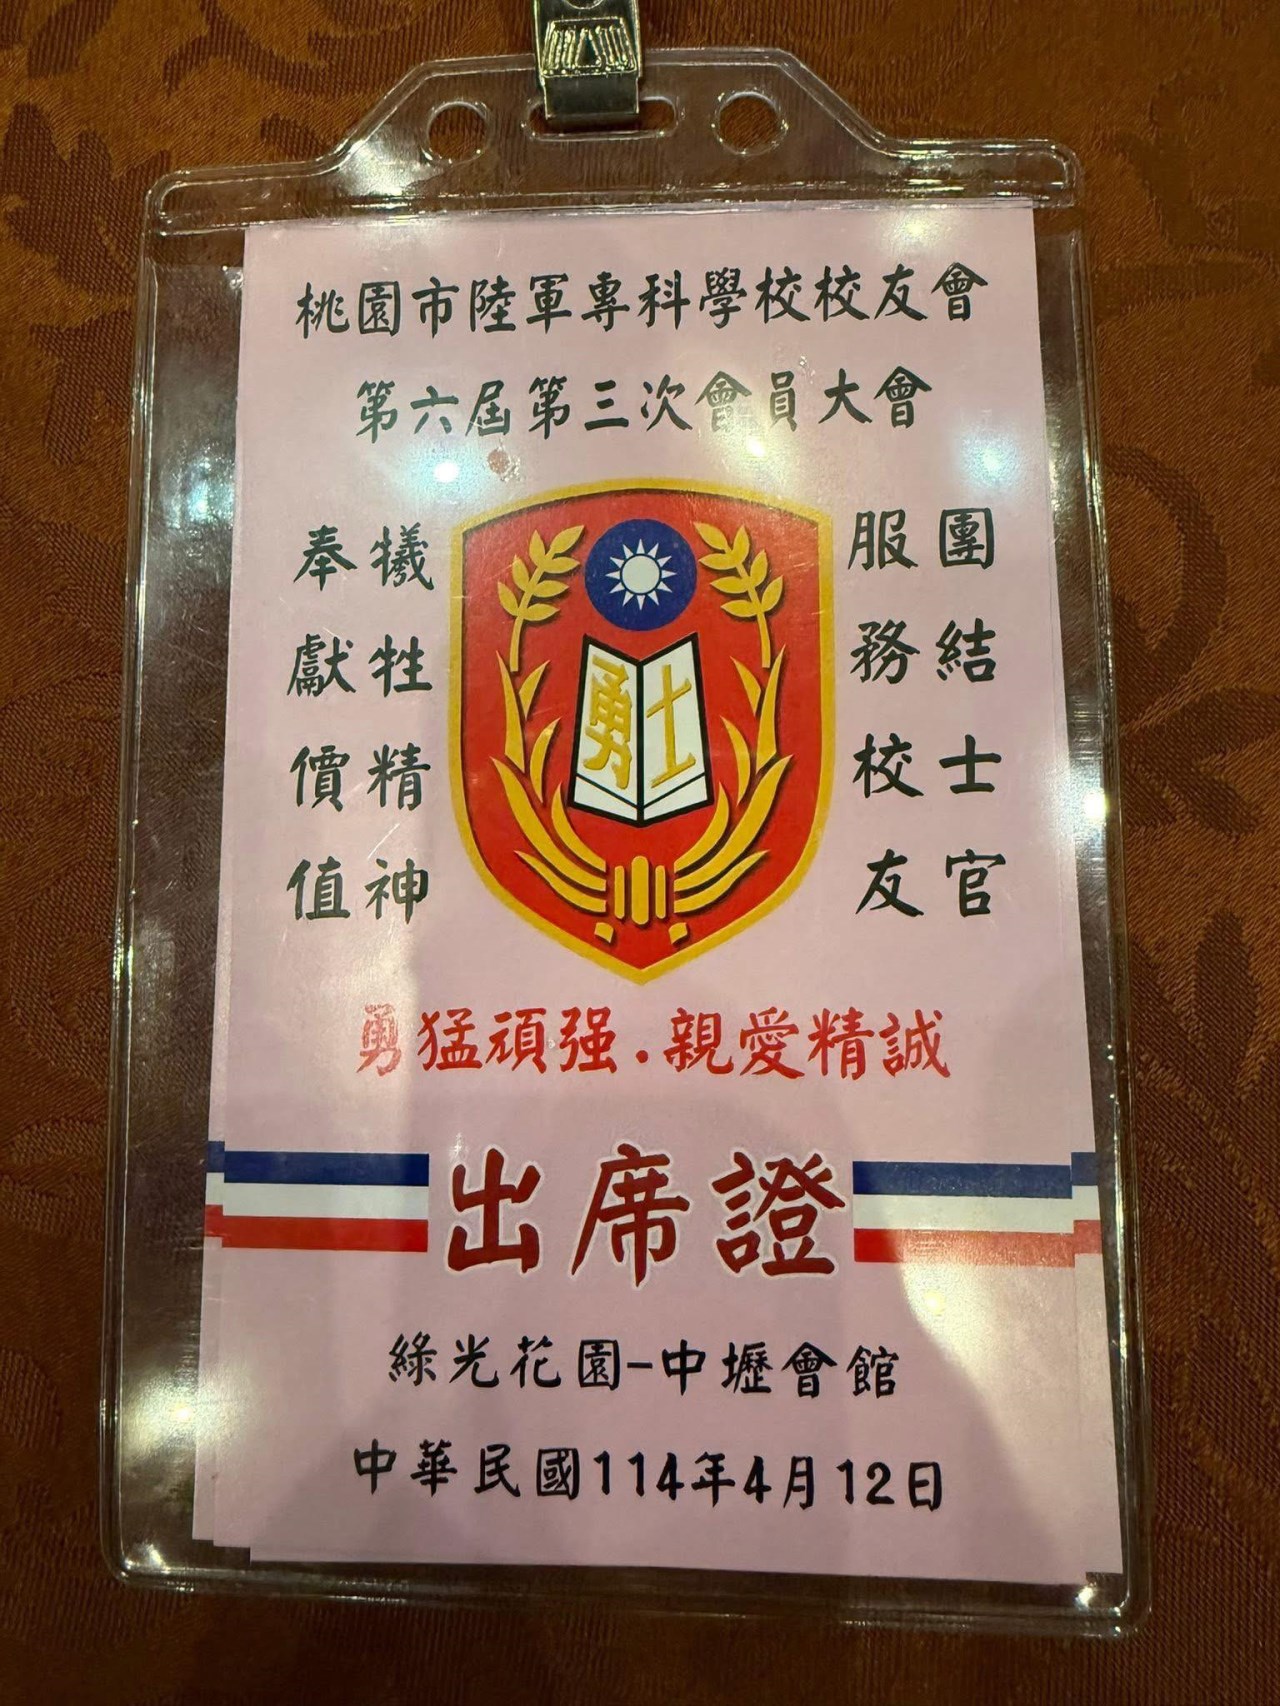 桃園市陸軍專科學校校友會
第六屆第三次會員大會
團結士官
服務校友
犧牲精神
奉獻價值
勇士
勇猛頑强.親愛精誠
出席證
綠光花園-中壢會館
中華民國114年4月12日